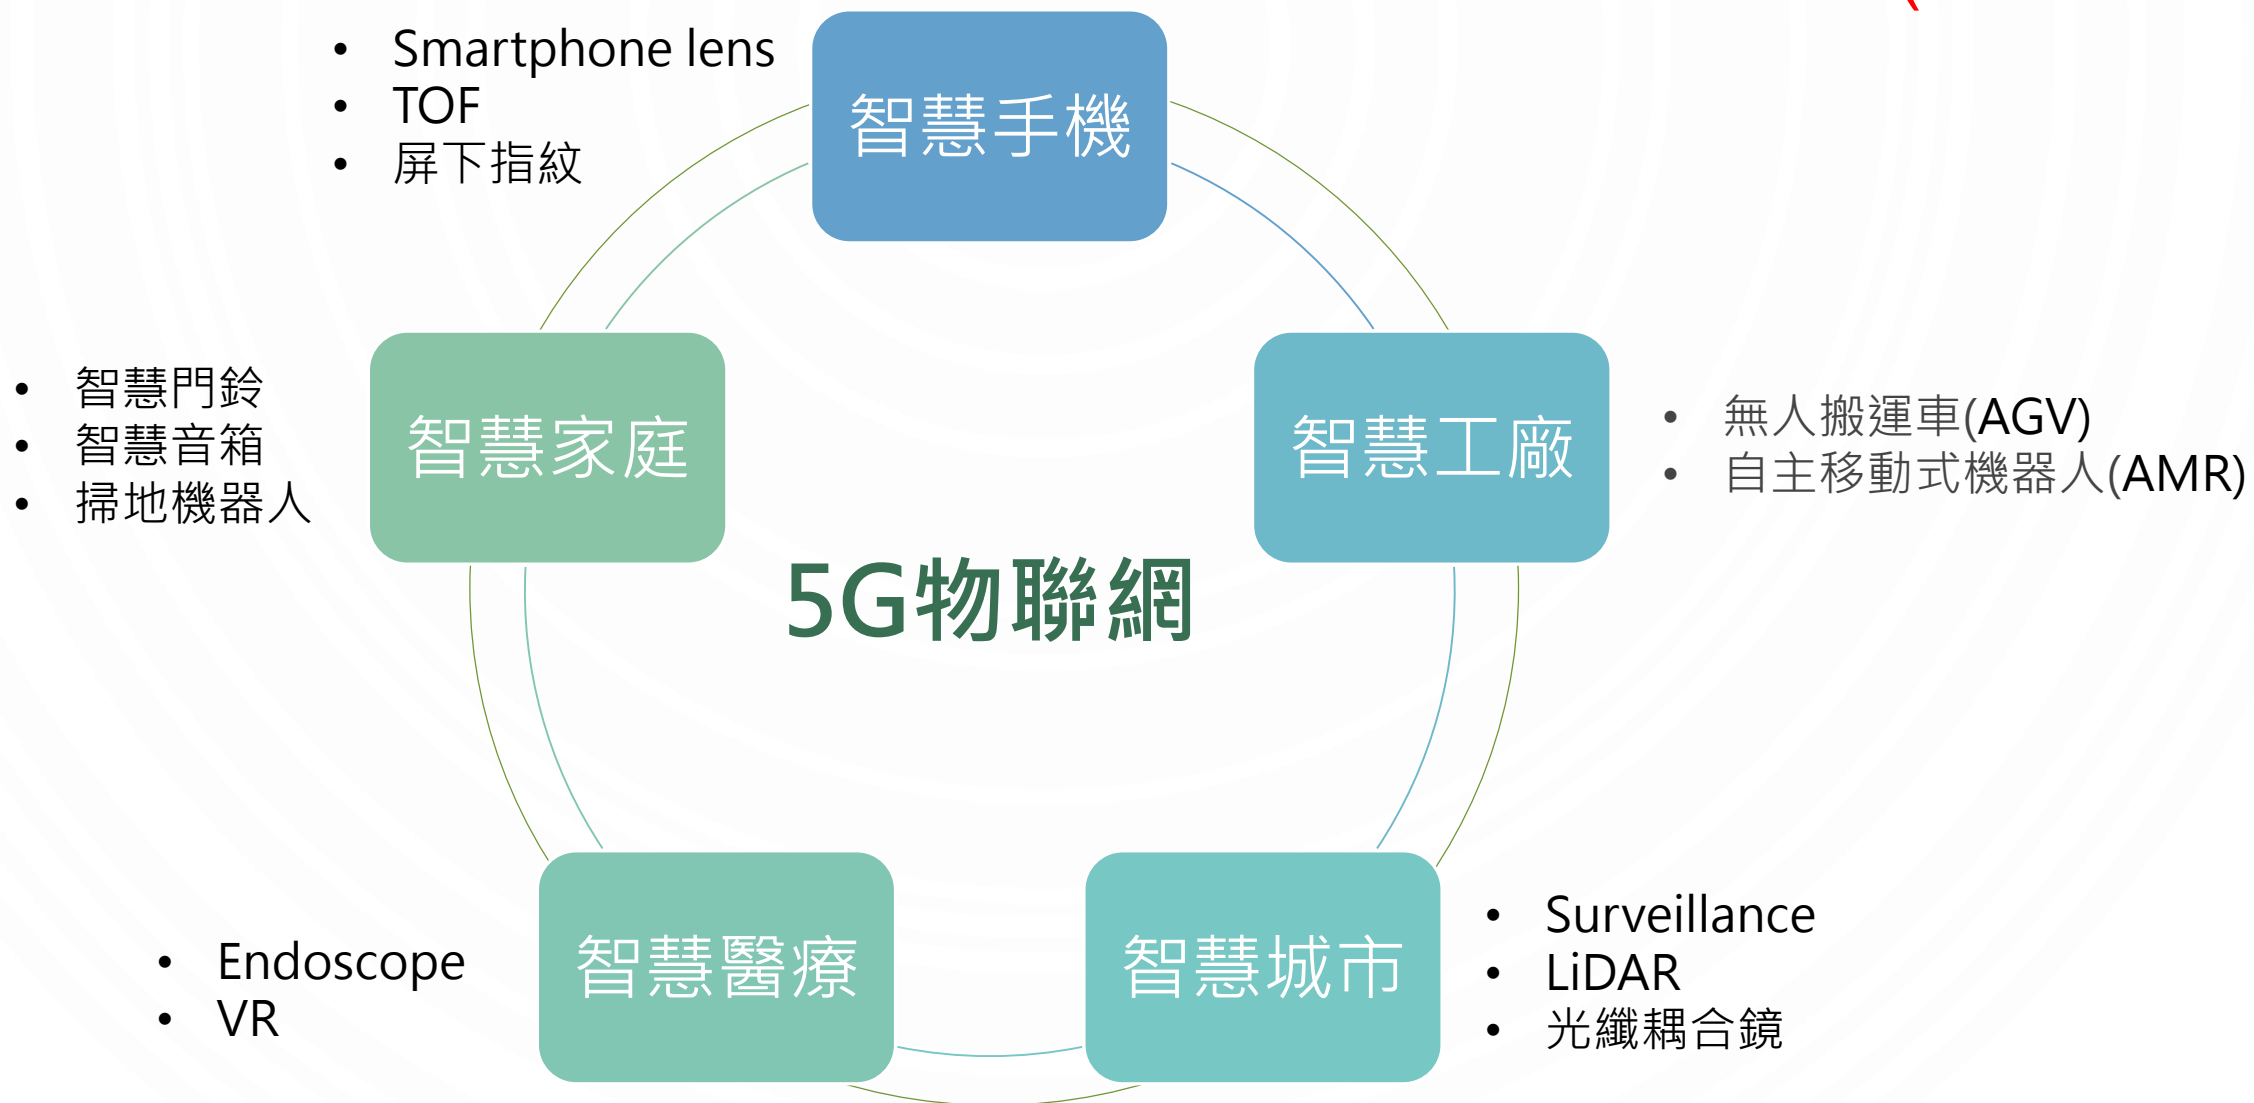 • Smartphone lens
• TOF
• 屏下指紋
智慧手機
• 智慧門鈴
• 智慧音箱
• 掃地機器人
智慧家庭
智慧工廠
• 無人搬運車(AGV)
• 自主移動式機器人(AMR)
5G物聯網
• Endoscope
• VR
智慧醫療
智慧城市
• Surveillance
• LiDAR
• 光纖耦合鏡